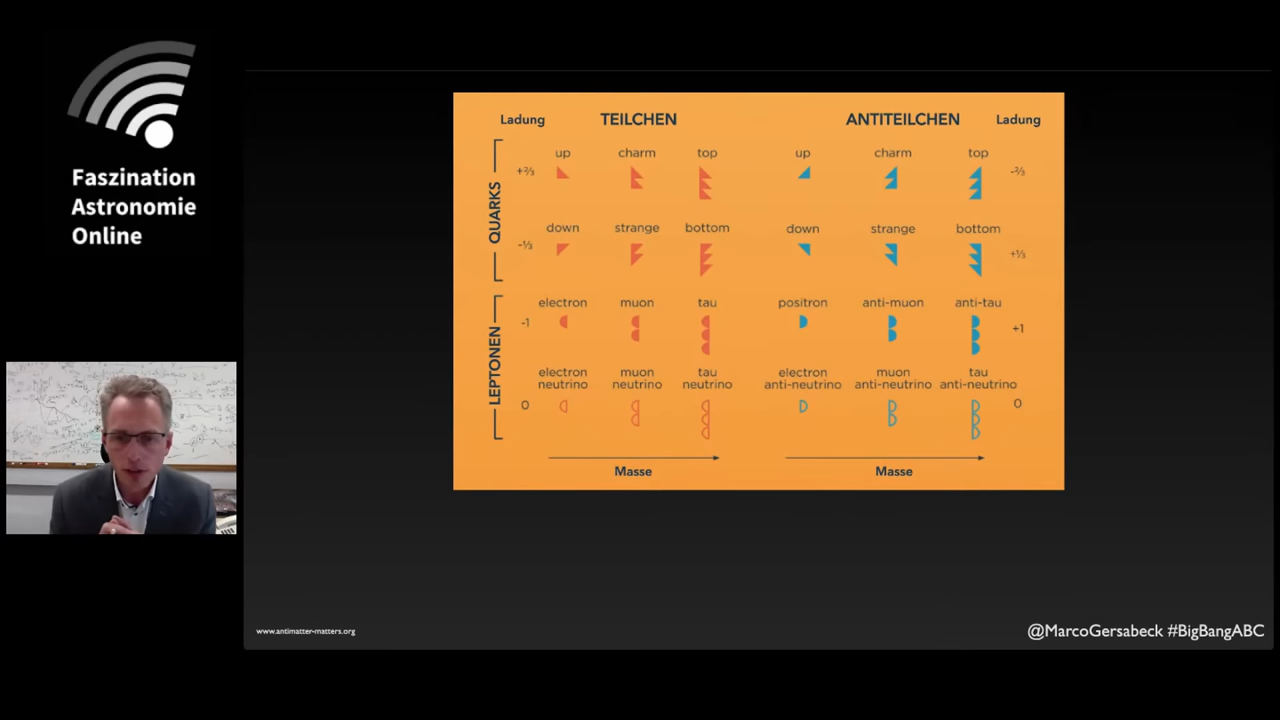 Faszination
Astronomie
Online
Ladung TEILCHEN ANTITEILCHEN Ladung
QUARKS
up charm top up charm top
+⅔ -⅔
down strange bottom down strange bottom
-⅓ +⅓
LEPTONEN
electron muon tau positron anti-muon anti-tau
-1 +1
electron muon tau electron muon tau
neutrino neutrino neutrino anti-neutrino anti-neutrino anti-neutrino
0 0
Masse Masse
www.antimatter-matters.org
@MarcoGersabeck #BigBangABC